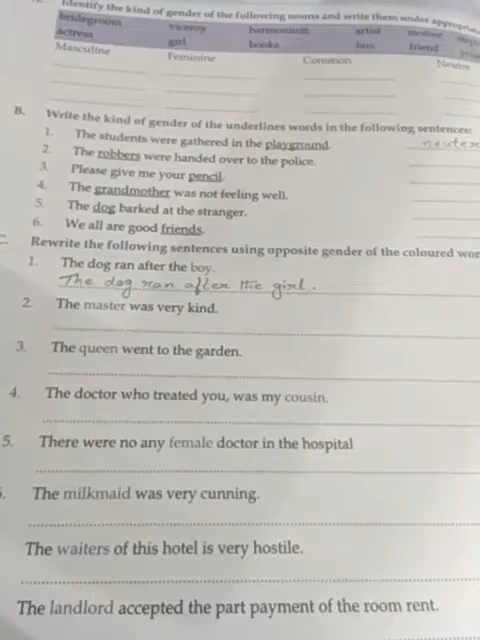 Identify the kind of gender of the following nouns and write them under appropri
bridegroom viceroy harmonium artist mother
actress girl books bus friend
Masculine Feminine Common Neuter
B. Write the kind of gender of the underlines words in the following sentences:
1. The students were gathered in the playground. neuter
2. The robbers were handed over to the police.
3. Please give me your pencil.
4. The grandmother was not feeling well.
5. The dog barked at the stranger.
6. We all are good friends.
C. Rewrite the following sentences using opposite gender of the coloured wor
1. The dog ran after the boy.
The dog ran after the girl.
2. The master was very kind.
3. The queen went to the garden.
4. The doctor who treated you, was my cousin.
5. There were no any female doctor in the hospital
The milkmaid was very cunning.
The waiters of this hotel is very hostile.
The landlord accepted the part payment of the room rent.